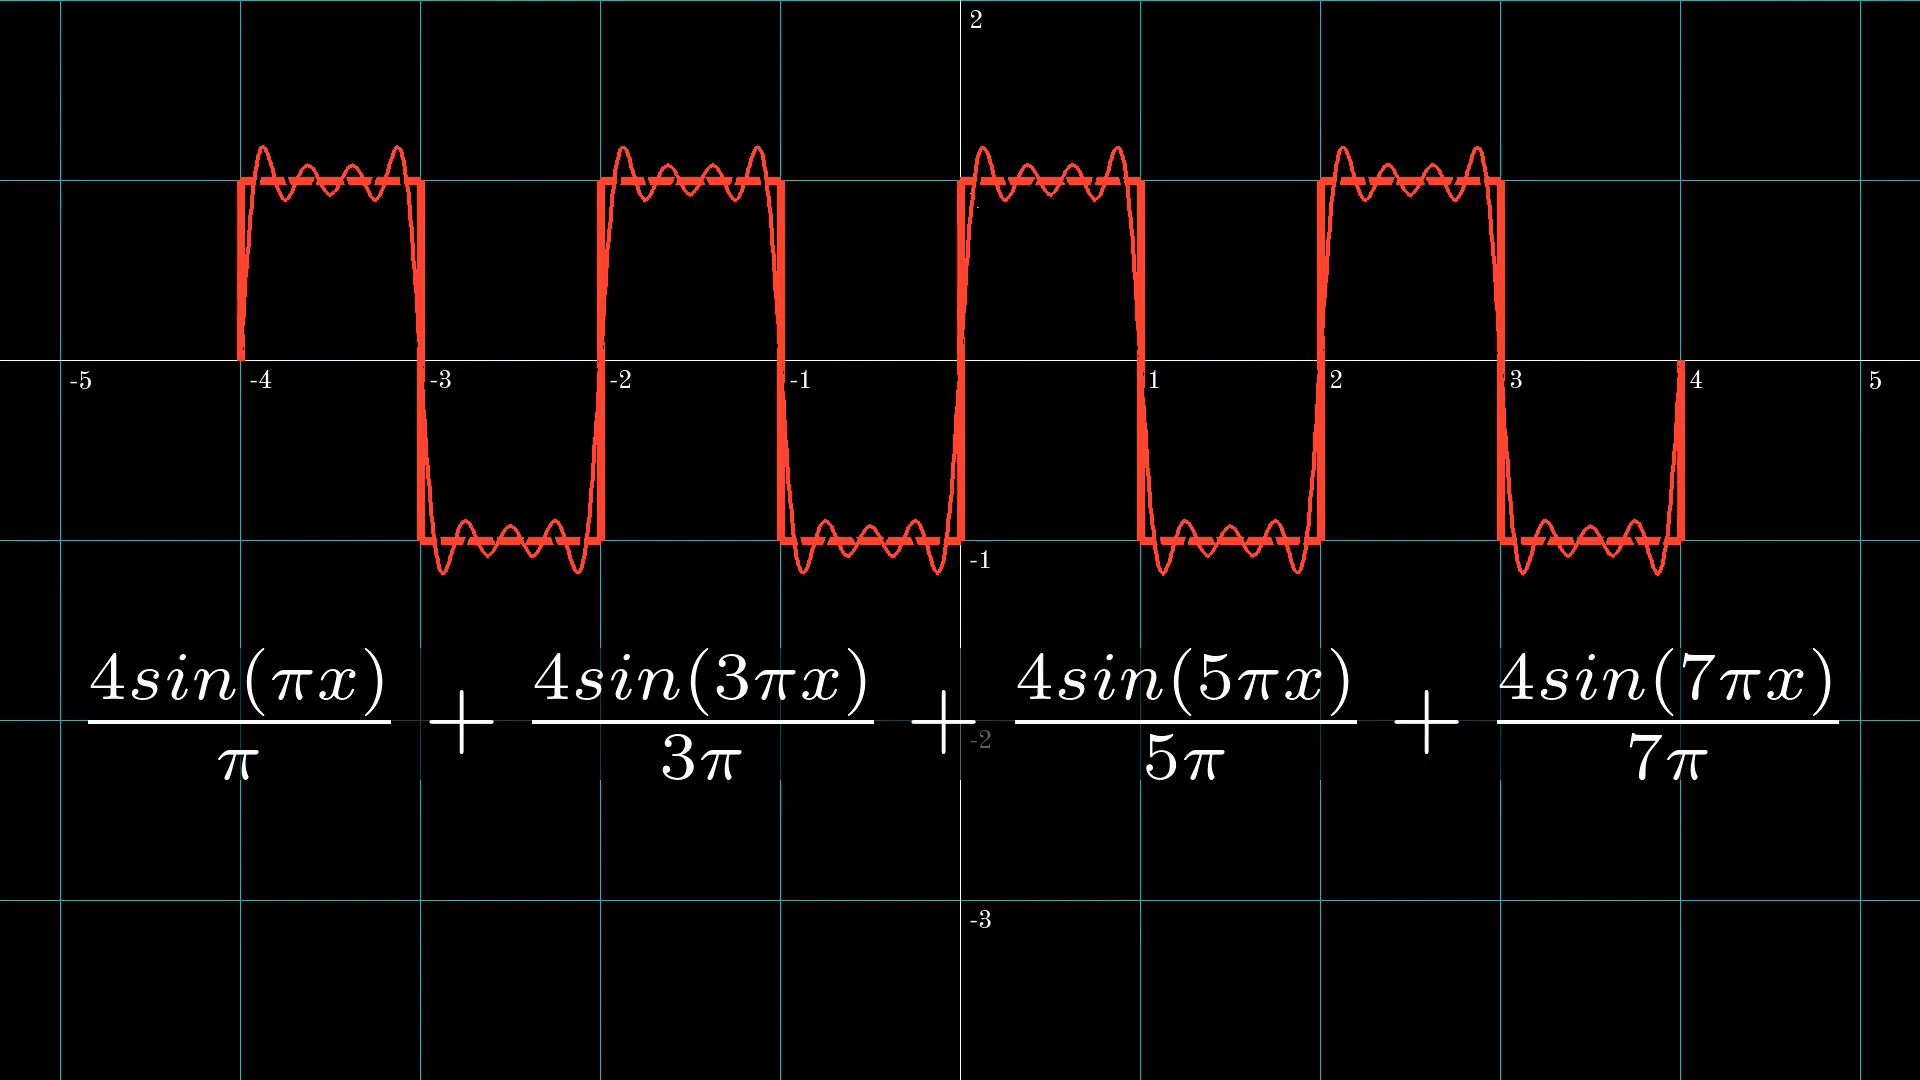 2
-5 -4 -3 -2 -1 1 2 3 4 5
-1
4sin(πx) 4sin(3πx) 4sin(5πx) 4sin(7πx)
+ + +
-2
π 3π 5π 7π
-3